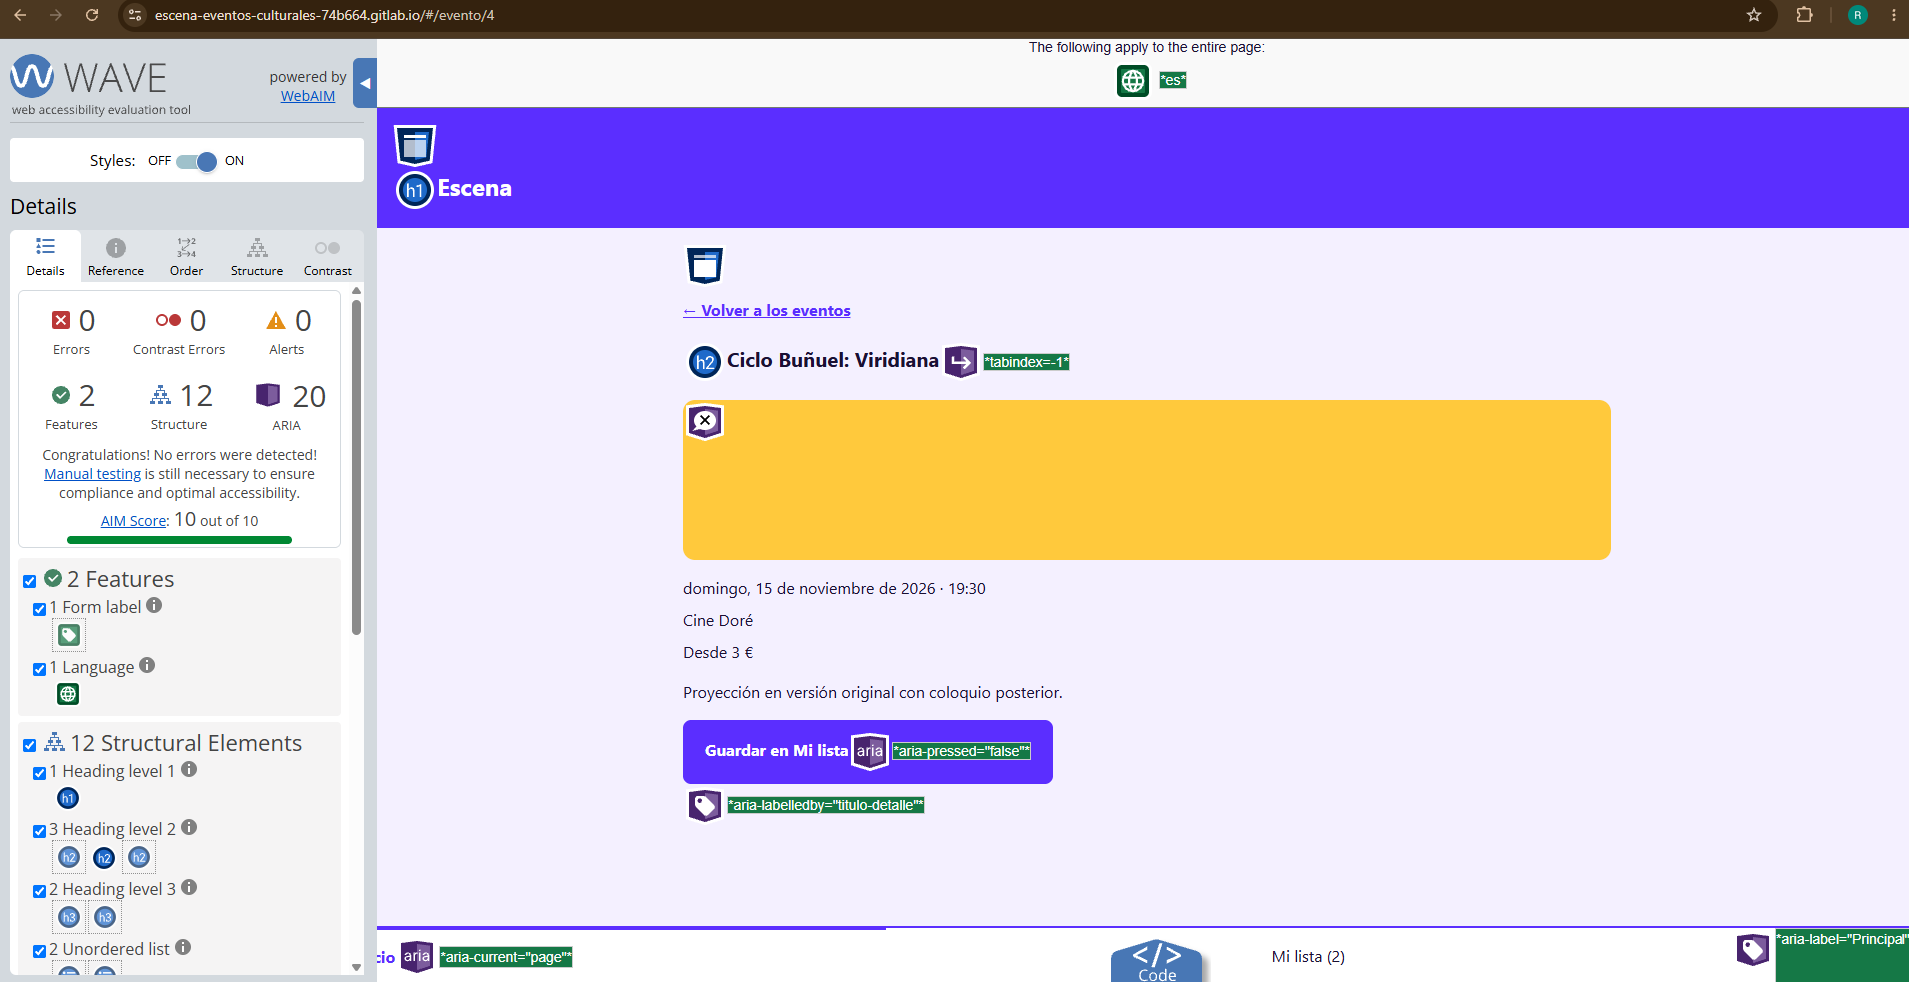 escena-eventos-culturales-74b664.gitlab.io/#/evento/4
R
WAVE
web accessibility evaluation tool
powered by
WebAIM
Styles: OFF ON
Details
Details
Reference
Order
Structure
Contrast
0 Errors
0 Contrast Errors
0 Alerts
2 Features
12 Structure
20 ARIA
Congratulations! No errors were detected!
Manual testing is still necessary to ensure
compliance and optimal accessibility.
AIM Score: 10 out of 10
2 Features
1 Form label
1 Language
12 Structural Elements
1 Heading level 1
h1
3 Heading level 2
h2 h2 h2
2 Heading level 3
h3 h3
2 Unordered list
The following apply to the entire page:
*es*
h1 Escena
← Volver a los eventos
h2 Ciclo Buñuel: Viridiana *tabindex=-1*
domingo, 15 de noviembre de 2026 · 19:30
Cine Doré
Desde 3 €
Proyección en versión original con coloquio posterior.
Guardar en Mi lista aria *aria-pressed="false"*
*aria-labelledby="titulo-detalle"*
cio aria *aria-current="page"*
</>
Code
Mi lista (2)
*aria-label="Principal"